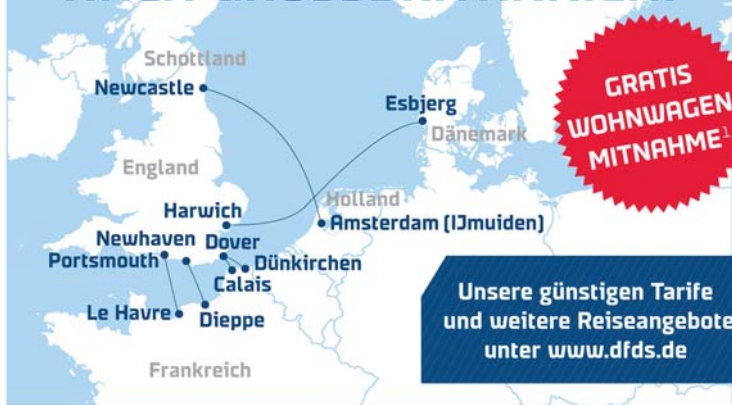 Schottland
Newcastle
Esbjerg
Dänemark
GRATIS
WOHNWAGEN
MITNAHME¹
England
Holland
Harwich
Amsterdam (IJmuiden)
Newhaven
Dover
Portsmouth
Dünkirchen
Calais
Le Havre
Dieppe
Frankreich
Unsere günstigen Tarife
und weitere Reiseangebote
unter www.dfds.de